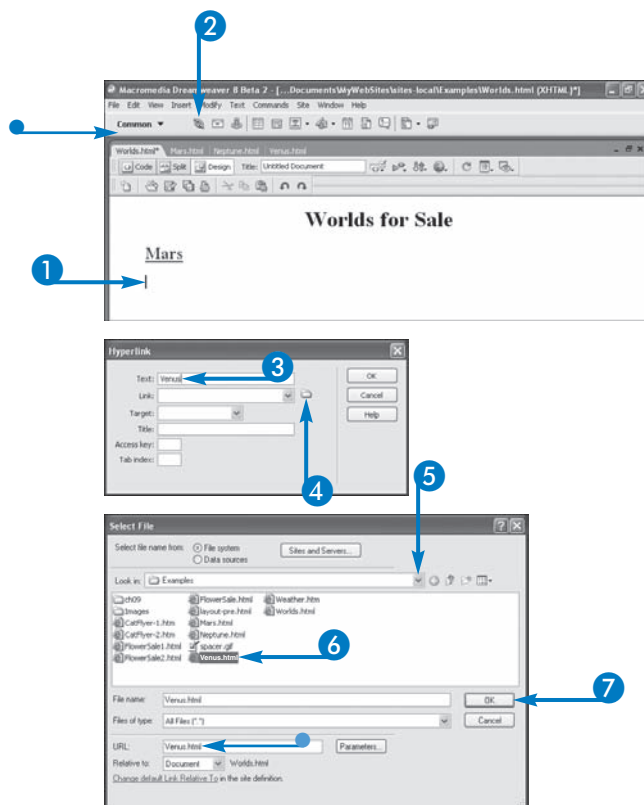 2
Macromedia Dreamweaver 8 Beta 2 - [...Documents\MyWebSites\sites-local\Examples\Worlds.html (XHTML)*]
File Edit View Insert Modify Text Commands Site Window Help
Common
Worlds.html* Mars.html Neptune.html Venus.html
Code Split Design Title: Untitled Document
Worlds for Sale
Mars
1
Hyperlink
Text: Venus 3 OK
Link: Cancel
Target: Help
Title:
Access key:
Tab index:
4
5
Select File
Select file name from: File system Sites and Servers...
Data sources
Look in: Examples
ch09 FlowerSale.html Weather.htm
Images layout-pre.html Worlds.html
CatFlyer-1.htm Mars.html
CatFlyer-2.htm Neptune.html
FlowerSale1.html spacer.gif
FlowerSale2.html Venus.html 6
File name: Venus.html OK 7
Files of type: All Files (*.*) Cancel
URL: Venus.html Parameters...
Relative to: Document Worlds.html
Change default Link Relative To in the site definition.